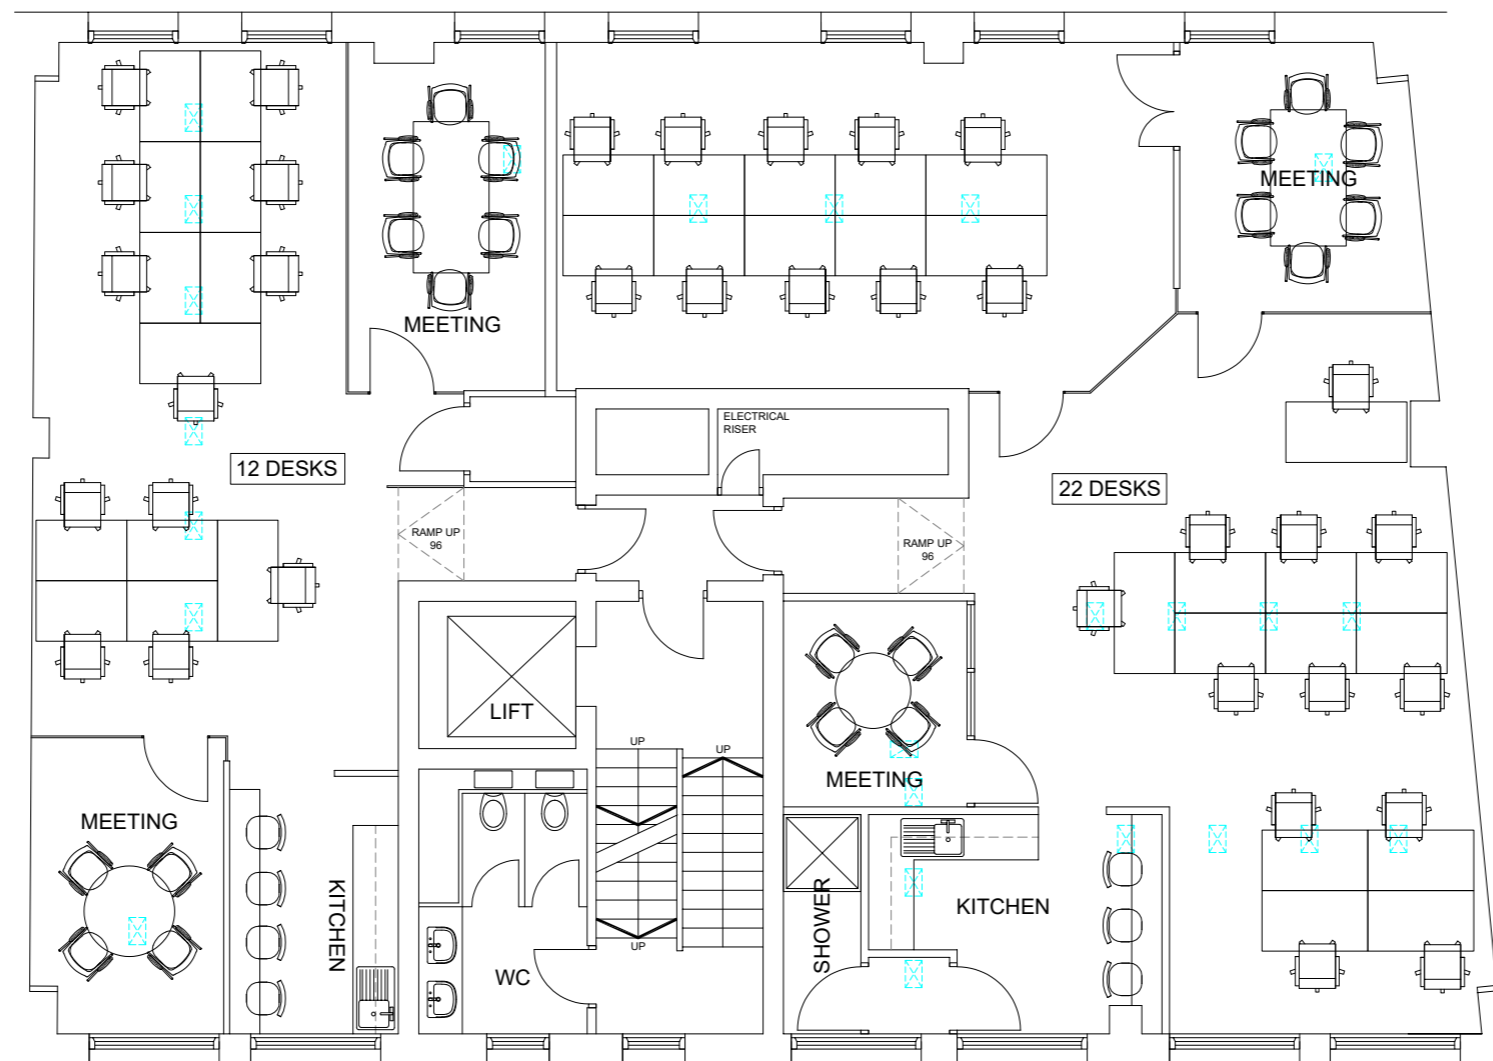 MEETING
MEETING
ELECTRICAL
RISER
12 DESKS
22 DESKS
RAMP UP
96
RAMP UP
96
LIFT
UP
UP
MEETING
MEETING
KITCHEN
SHOWER
KITCHEN
UP
WC